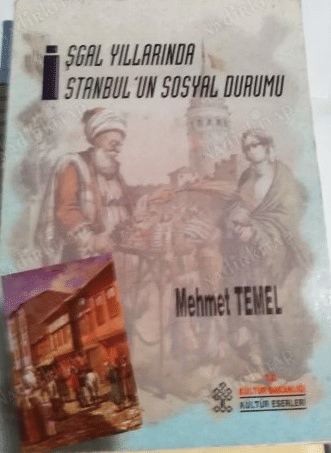 İŞGAL YILLARINDA
İSTANBUL'UN SOSYAL DURUMU
Mehmet TEMEL
T.C.
KÜLTÜR BAKANLIĞI
KÜLTÜR ESERLERİ